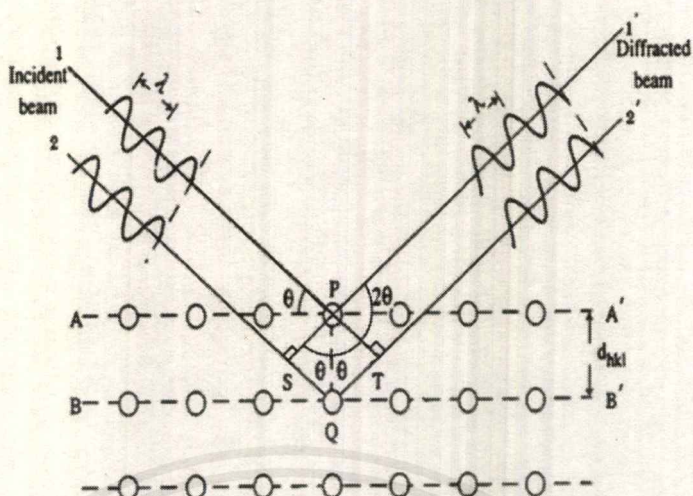 1
Incident
beam
2
λ
λ
1′
Diffracted
beam
2′
θ
P
2θ
A
A′
d_hkl
S
θ
θ
T
B
B′
Q